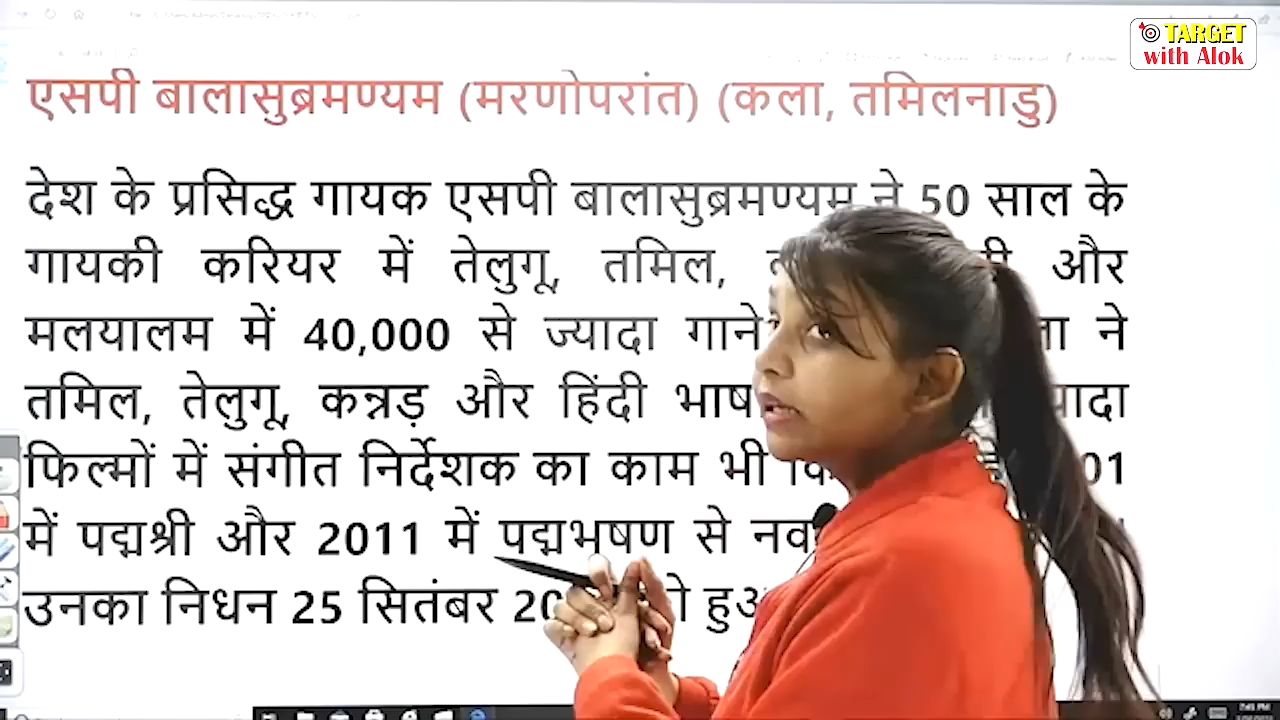 TARGET
with Alok
एसपी बालासुब्रमण्यम (मरणोपरांत) (कला, तमिलनाडु)
देश के प्रसिद्ध गायक एसपी बालासुब्रमण्यम ने 50 साल के
गायकी करियर में तेलुगू, तमिल, और
मलयालम में 40,000 से ज्यादा गाने ने
तमिल, तेलुगू, कन्नड़ और हिंदी
फिल्मों में संगीत निर्देशक का काम भी
में पद्मश्री और 2011 में पद्मभूषण से
उनका निधन 25 सितंबर